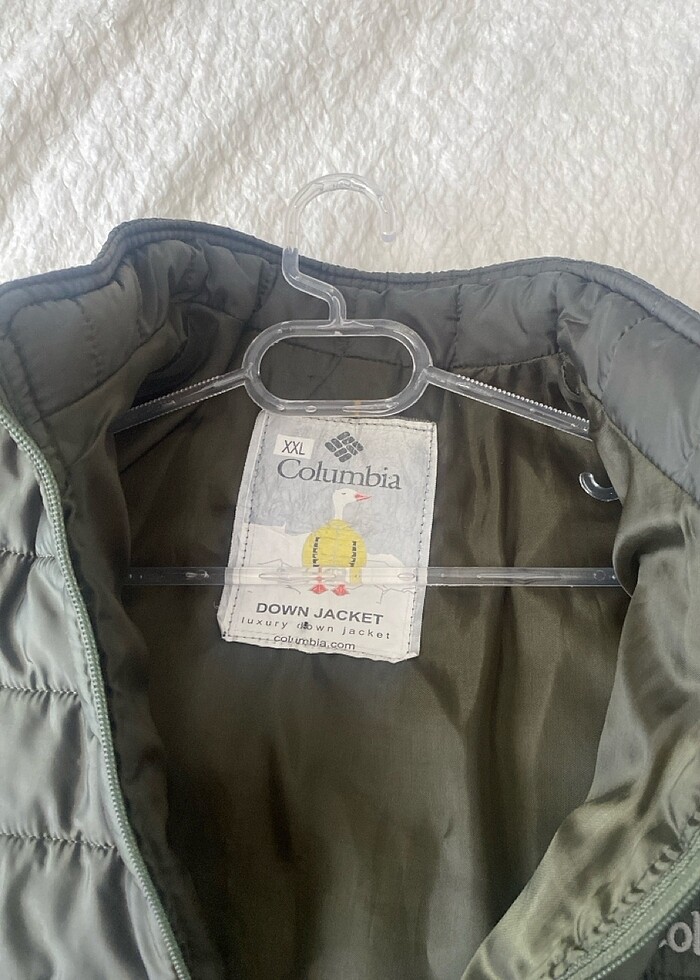 XXL
Columbia
DOWN JACKET
luxury down jacket
columbia.com